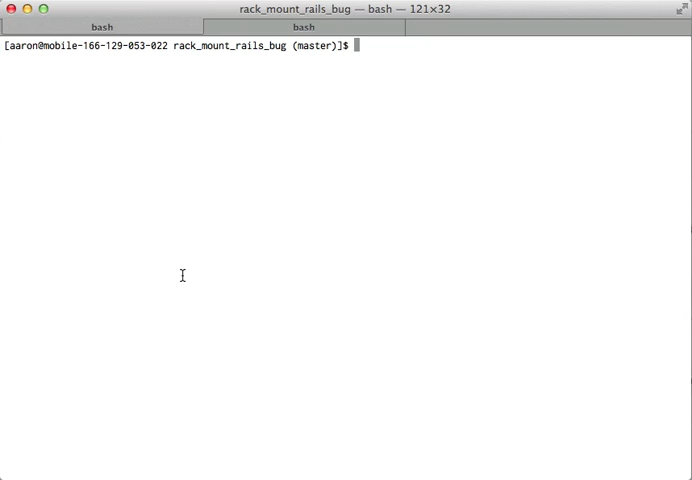 rack_mount_rails_bug — bash — 121×32
bash bash
[aaron@mobile-166-129-053-022 rack_mount_rails_bug (master)]$